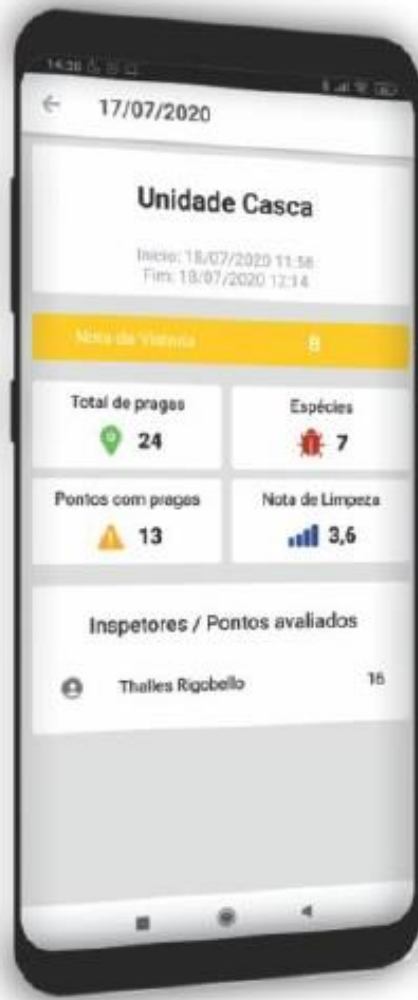 14:36
17/07/2020
Unidade Casca
Início: 18/07/2020 11:56
Fim: 18/07/2020 12:14
Nota da Vistoria
Total de pragas
24
Espécies
7
Pontos com pragas
13
Nota de Limpeza
3,6
Inspetores / Pontos avaliados
Thalles Rigobello 16